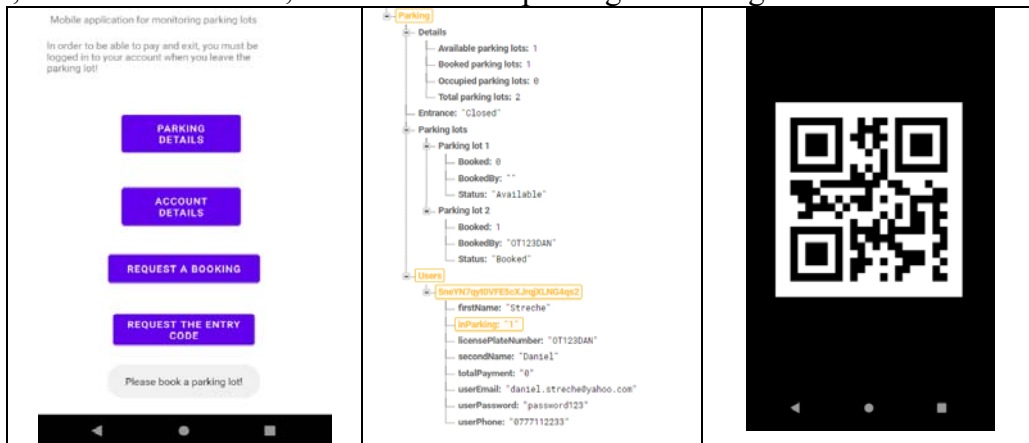 Mobile application for monitoring parking lots
In order to be able to pay and exit, you must be
logged in to your account when you leave the
parking lot!
PARKING
DETAILS
ACCOUNT
DETAILS
REQUEST A BOOKING
REQUEST THE ENTRY
CODE
Please book a parking lot!
Parking
Details
Available parking lots: 1
Booked parking lots: 1
Occupied parking lots: 0
Total parking lots: 2
Entrance: "Closed"
Parking lots
Parking lot 1
Booked: 0
BookedBy: ""
Status: "Available"
Parking lot 2
Booked: 1
BookedBy: "OT123DAN"
Status: "Booked"
Users
firstName: "Streche"
inParking: "1"
licensePlateNumber: "OT123DAN"
secondName: "Daniel"
totalPayment: "0"
userEmail: "daniel.streche@yahoo.com"
userPassword: "password123"
userPhone: "0777112233"